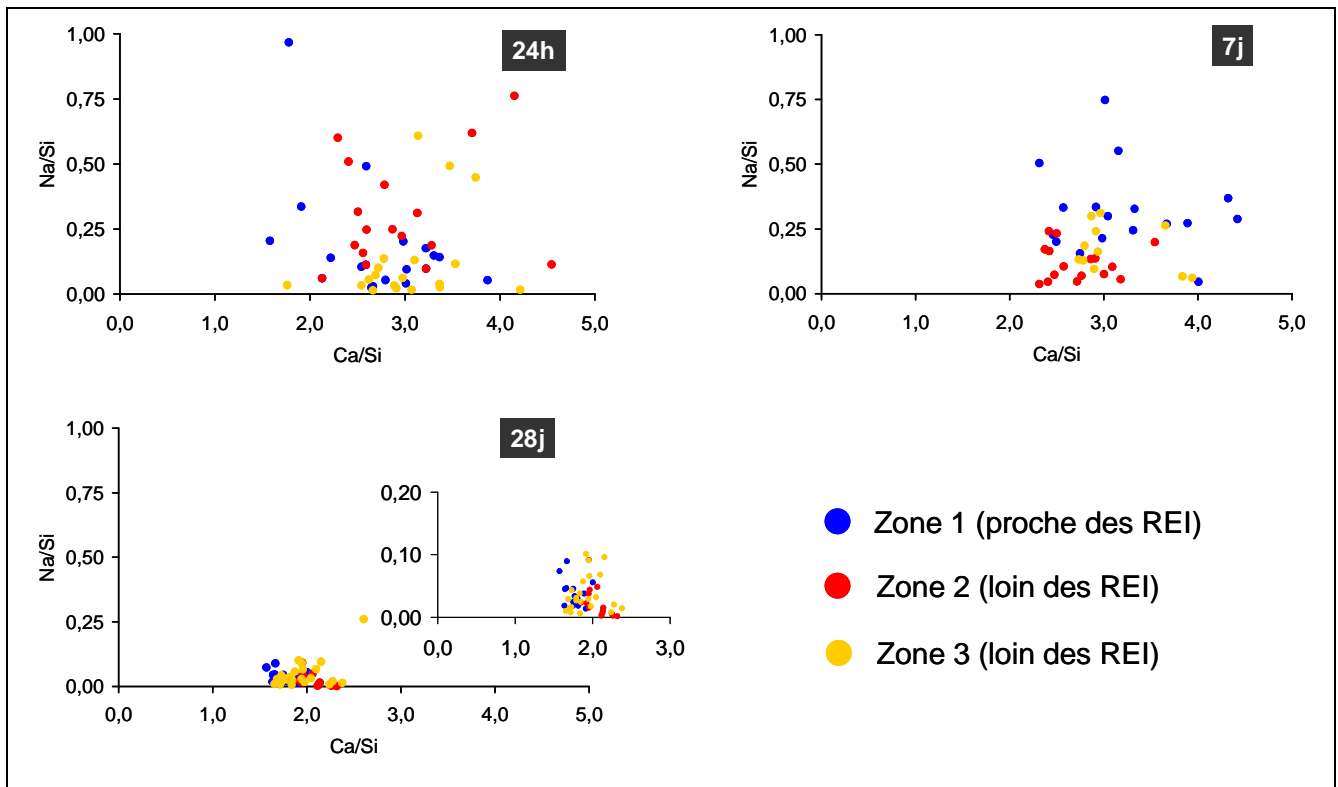 24h
1,00
0,75
0,50
0,25
0,00
Na/Si
0,0 1,0 2,0 3,0 4,0 5,0
Ca/Si
7j
1,00
0,75
0,50
0,25
0,00
Na/Si
0,0 1,0 2,0 3,0 4,0 5,0
Ca/Si
28j
1,00
0,75
0,50
0,25
0,00
Na/Si
0,0 1,0 2,0 3,0 4,0 5,0
Ca/Si
0,20
0,10
0,00
0,0 1,0 2,0 3,0
Zone 1 (proche des REI)
Zone 2 (loin des REI)
Zone 3 (loin des REI)